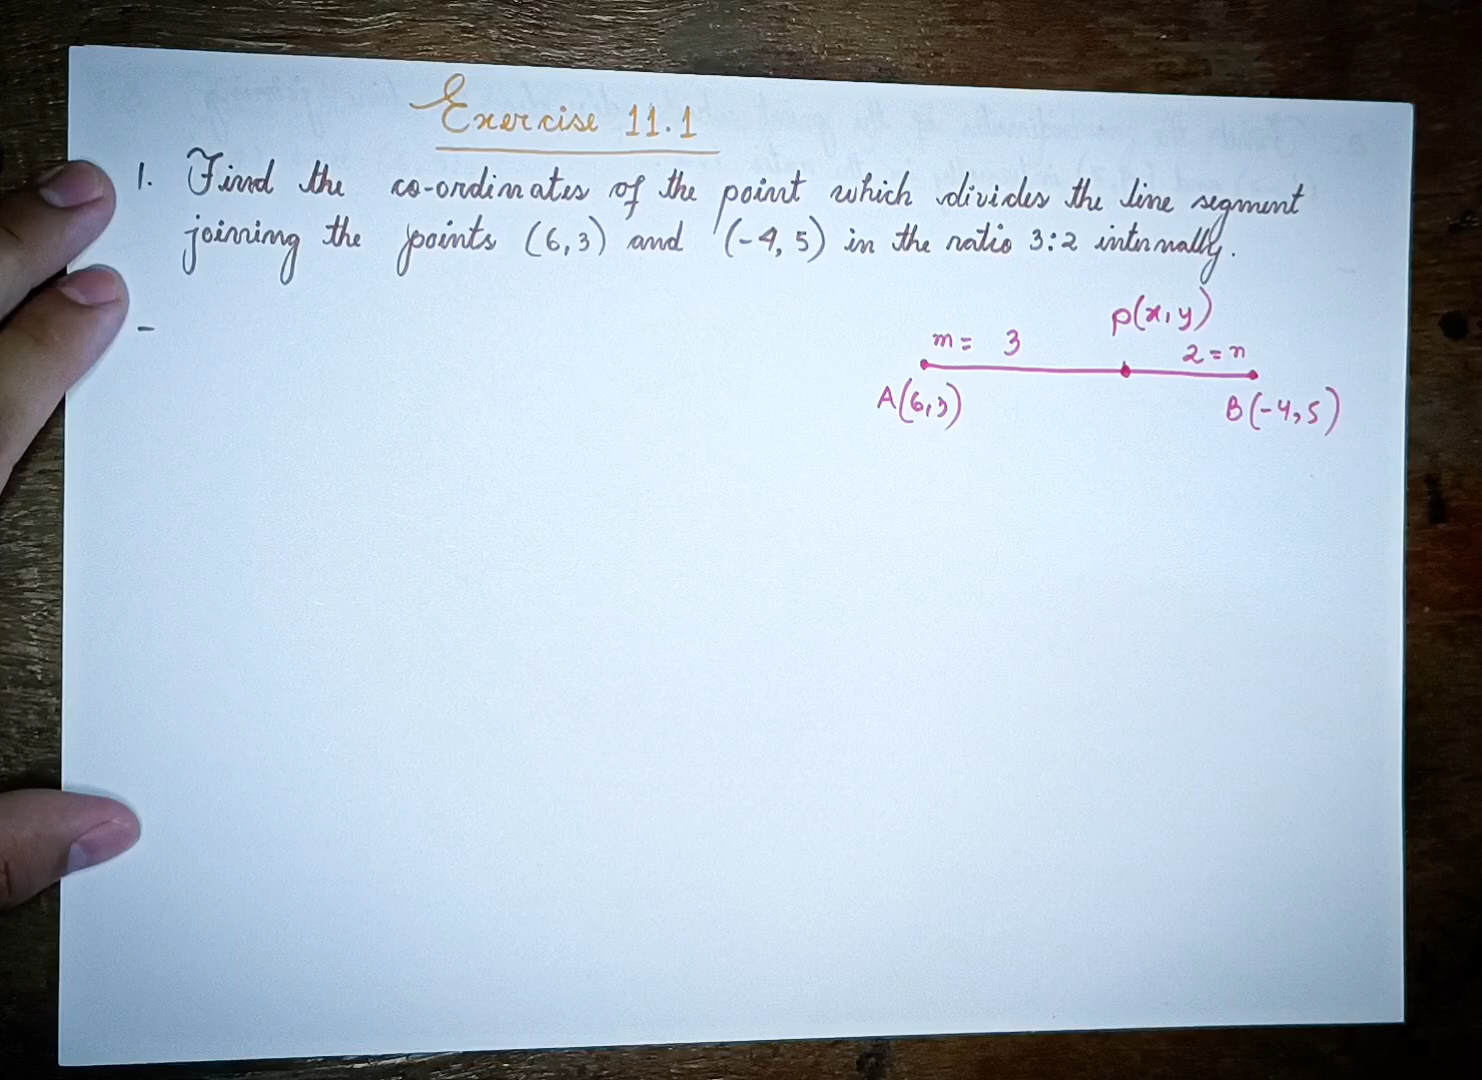 Exercise 11.1
1. Find the co-ordinates of the point which divides the line segment
joining the points (6,3) and (-4,5) in the ratio 3:2 internally.
-
P(x,y)
m= 3 2=n
A(6,3) B(-4,5)